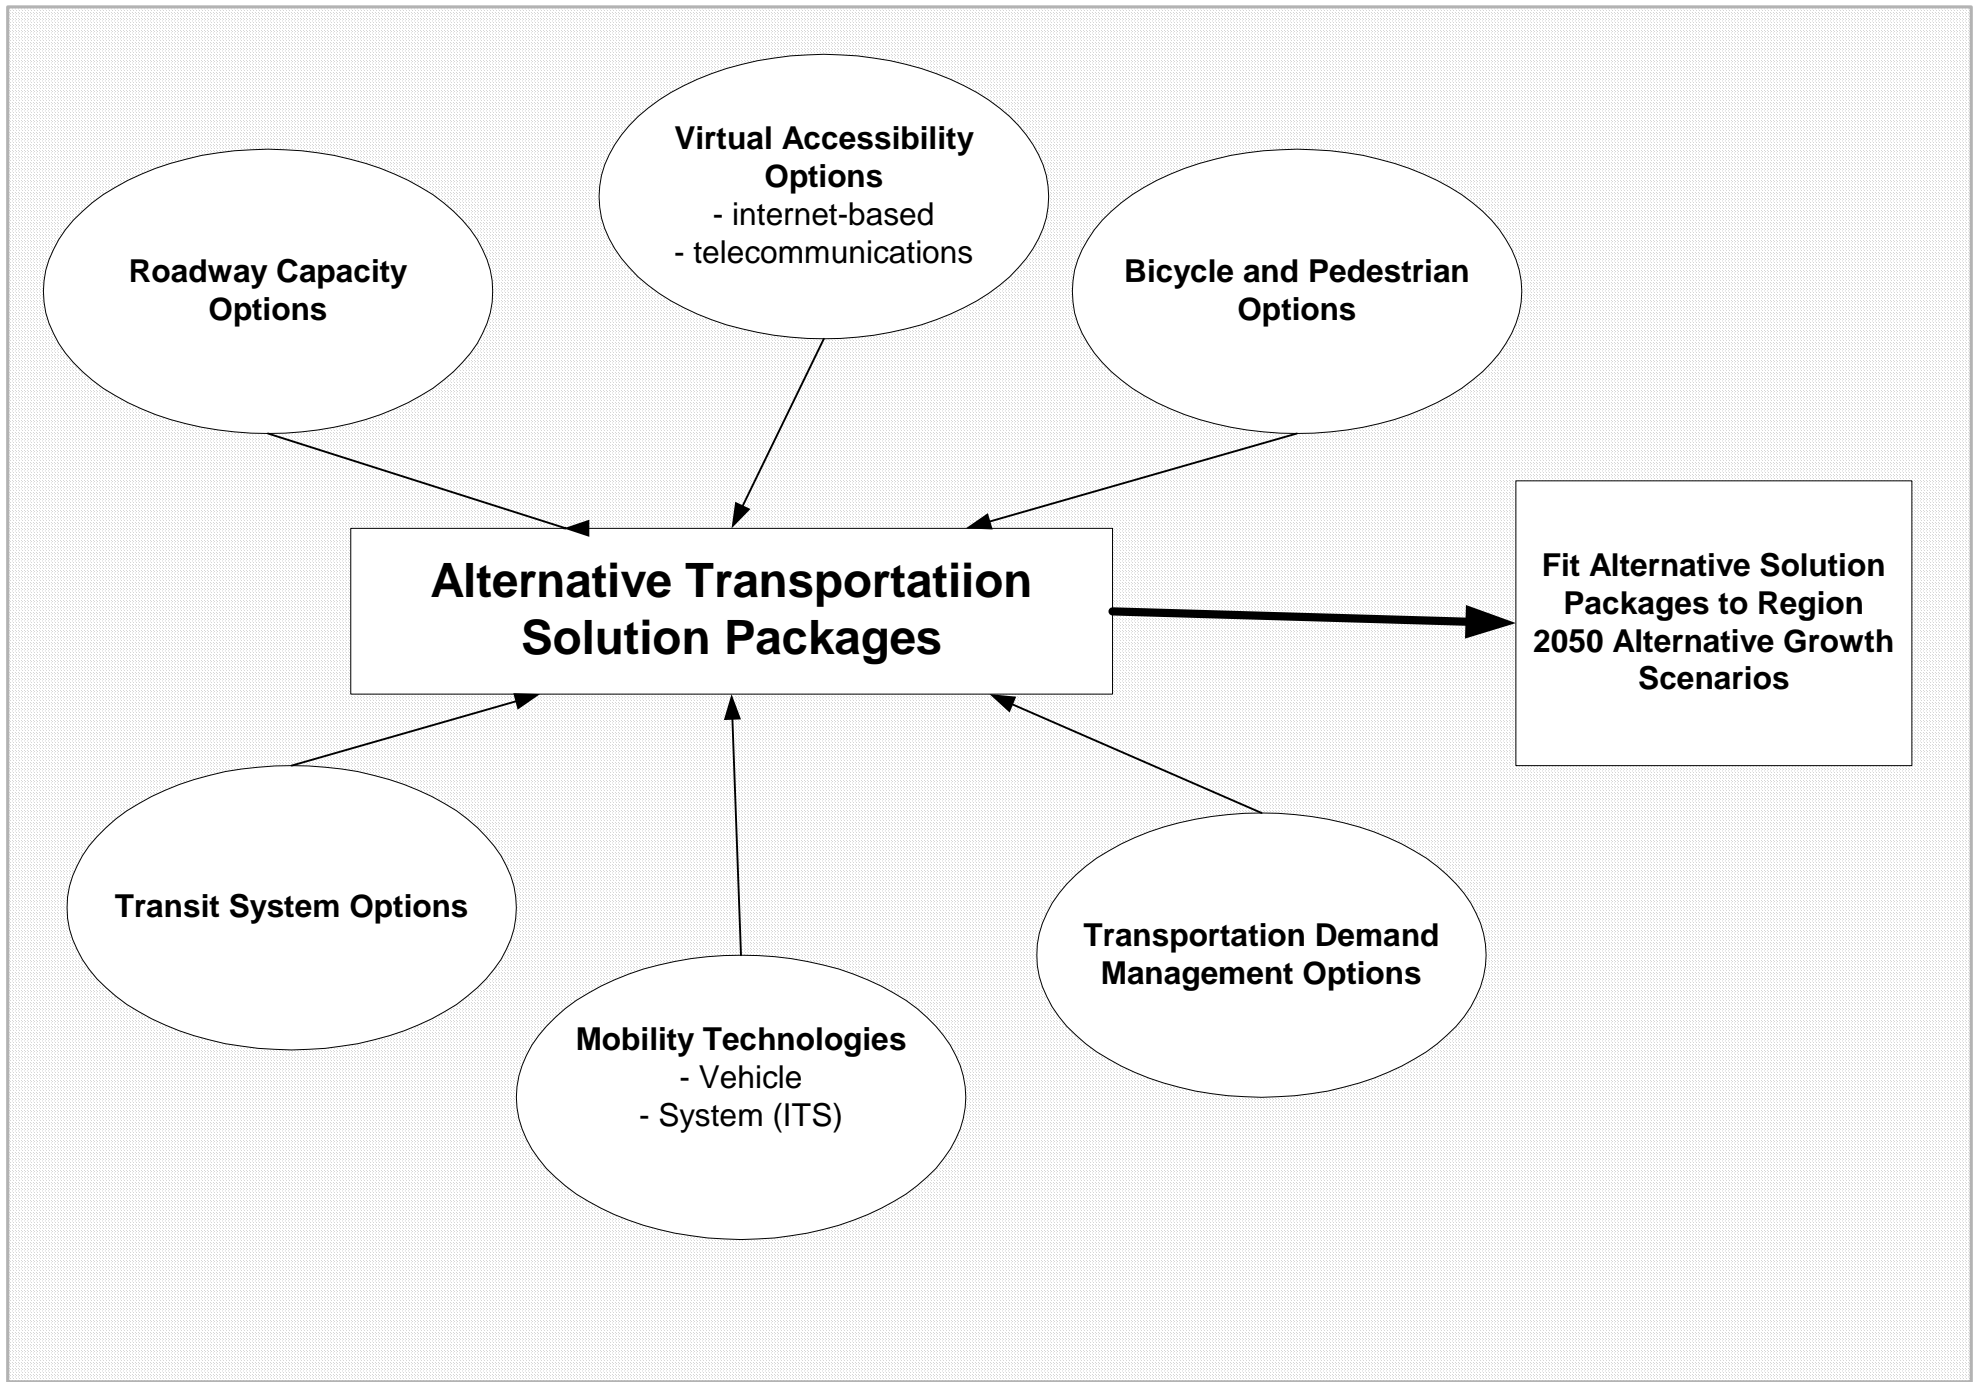 Virtual Accessibility
Options
- internet-based
- telecommunications
Roadway Capacity
Options
Bicycle and Pedestrian
Options
Alternative Transportatiion
Solution Packages
Fit Alternative Solution
Packages to Region
2050 Alternative Growth
Scenarios
Transit System Options
Transportation Demand
Management Options
Mobility Technologies
- Vehicle
- System (ITS)